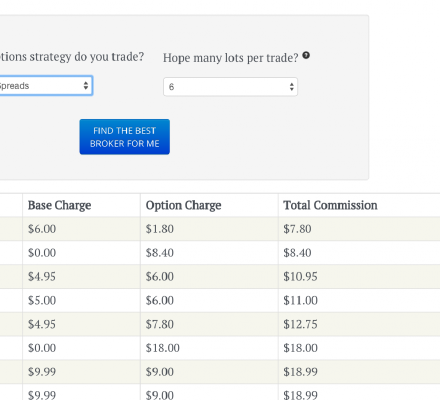 tions strategy do you trade? Hope many lots per trade? ?
Spreads 6
FIND THE BEST
BROKER FOR ME
Base Charge Option Charge Total Commission
$6.00 $1.80 $7.80
$0.00 $8.40 $8.40
$4.95 $6.00 $10.95
$5.00 $6.00 $11.00
$4.95 $7.80 $12.75
$0.00 $18.00 $18.00
$9.99 $9.00 $18.99
$9.99 $9.00 $18.99